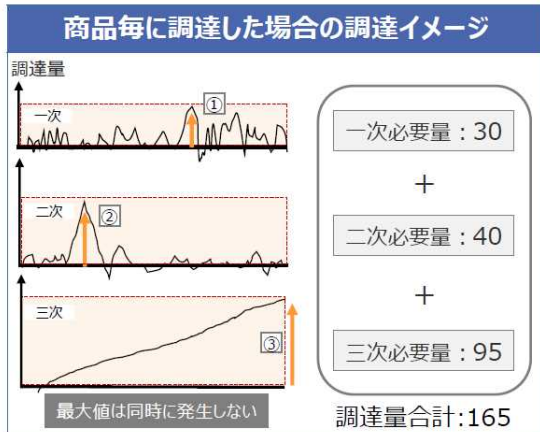 商品毎に調達した場合の調達イメージ
調達量
一次
①
二次
②
三次
③
最大値は同時に発生しない
一次必要量：30
+
二次必要量：40
+
三次必要量：95
調達量合計:165